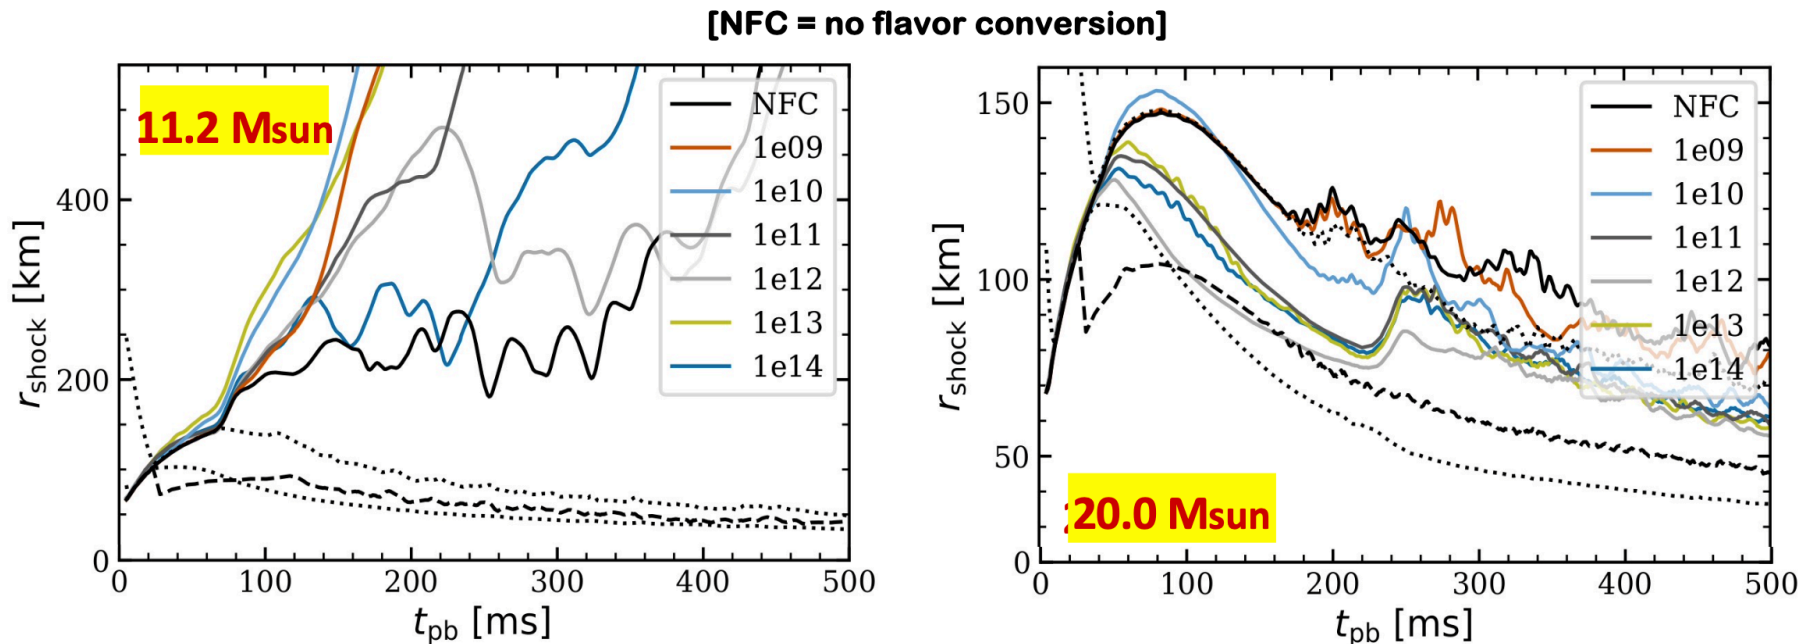 [NFC = no flavor conversion]
11.2 Msun
NFC
1e09
1e10
1e11
1e12
1e13
1e14
400
200
0
r_shock [km]
0 100 200 300 400 500
t_pb [ms]
20.0 Msun
NFC
1e09
1e10
1e11
1e12
1e13
1e14
150
100
50
0
r_shock [km]
0 100 200 300 400 500
t_pb [ms]